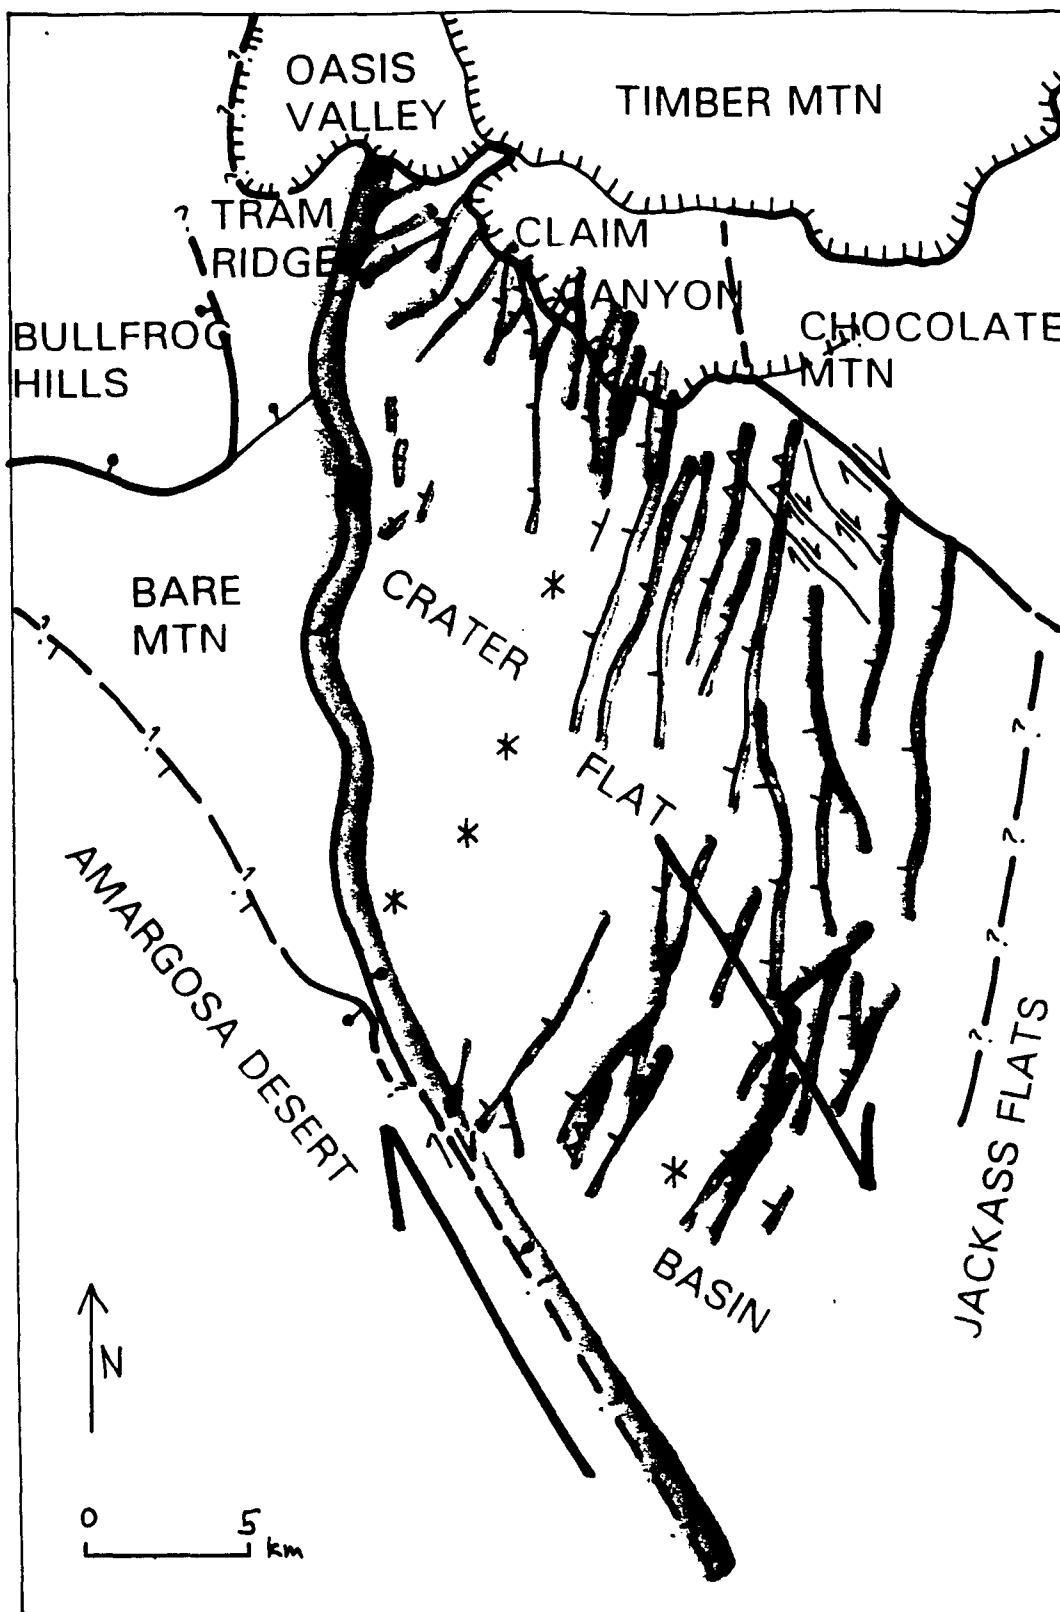 OASIS
VALLEY
TIMBER MTN
TRAM
RIDGE
CLAIM
CANYON
BULLFROG
HILLS
CHOCOLATE
MTN
BARE
MTN
CRATER
FLAT
BASIN
AMARGOSA DESERT
JACKASS FLATS
N
0 5
km
?
?
?
?
?
?
?
?
?
?
?
?
?
?